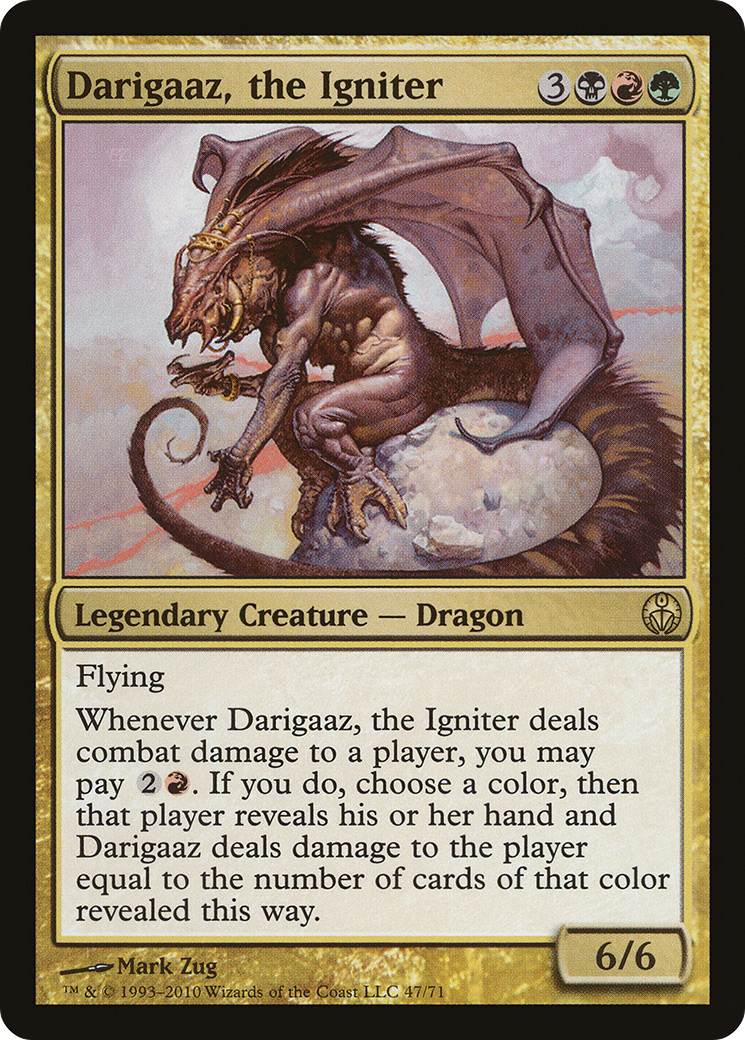 Darigaaz, the Igniter 3
Legendary Creature — Dragon
Flying
Whenever Darigaaz, the Igniter deals
combat damage to a player, you may
pay 2. If you do, choose a color, then
that player reveals his or her hand and
Darigaaz deals damage to the player
equal to the number of cards of that color
revealed this way.
6/6
Mark Zug
™ & © 1993–2010 Wizards of the Coast LLC 47/71